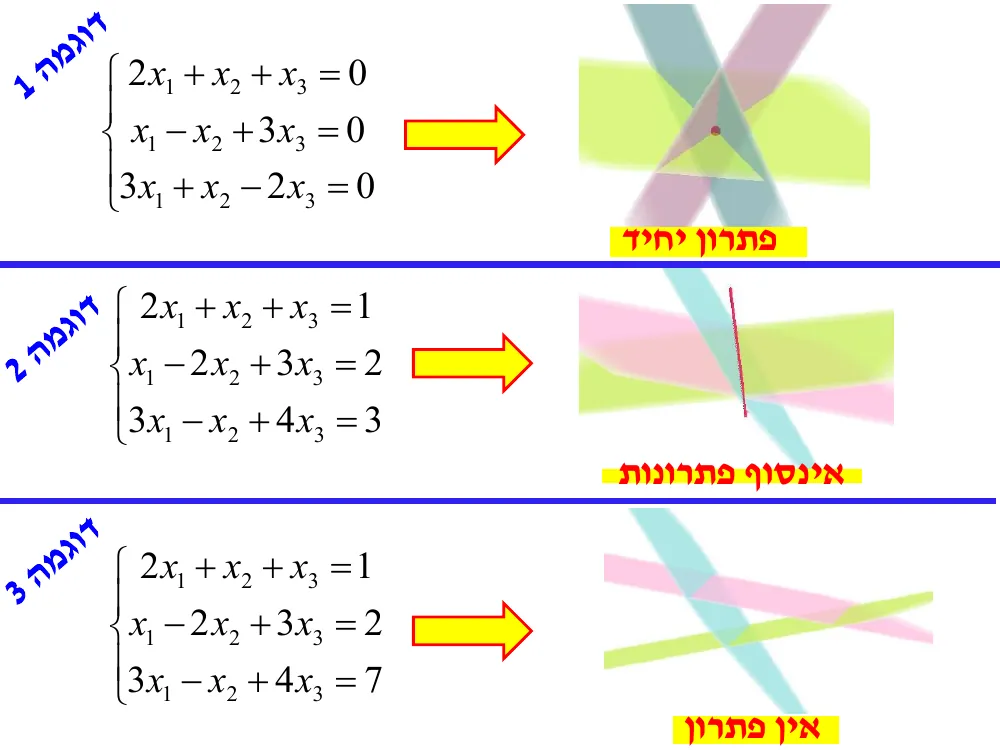 דוגמה 1
2x₁ + x₂ + x₃ = 0
x₁ − x₂ + 3x₃ = 0
3x₁ + x₂ − 2x₃ = 0
פתרון יחיד
דוגמה 2
2x₁ + x₂ + x₃ = 1
x₁ − 2x₂ + 3x₃ = 2
3x₁ − x₂ + 4x₃ = 3
אינסוף פתרונות
דוגמה 3
2x₁ + x₂ + x₃ = 1
x₁ − 2x₂ + 3x₃ = 2
3x₁ − x₂ + 4x₃ = 7
אין פתרון